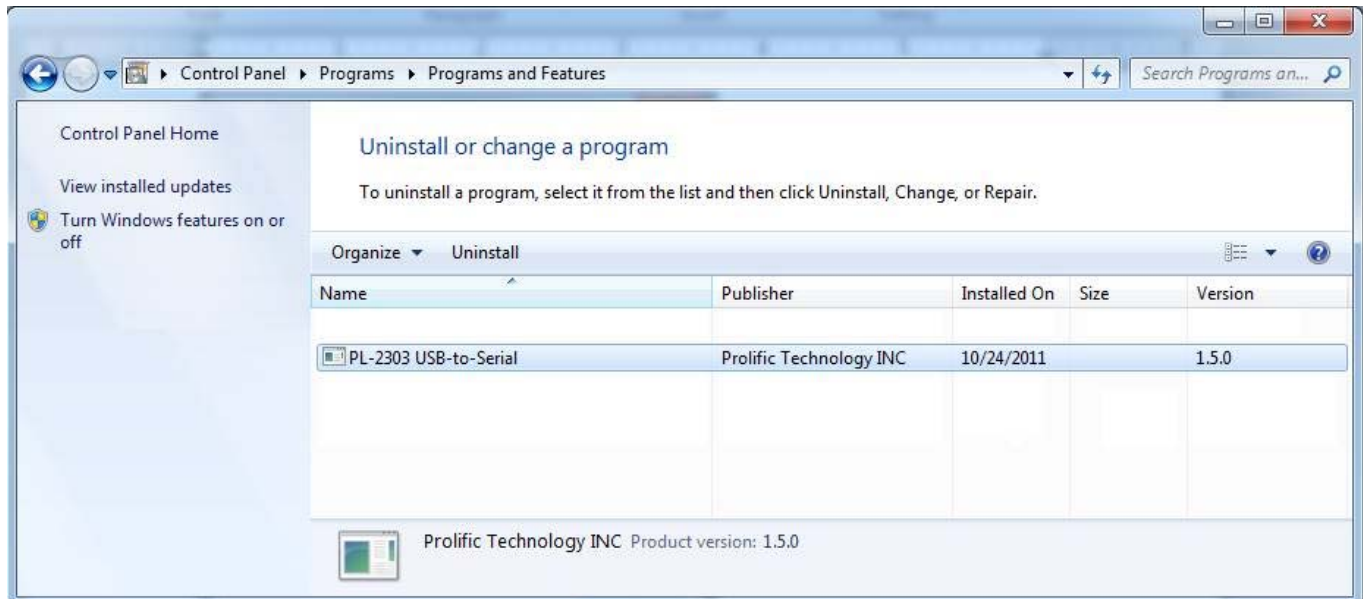 Control Panel Programs Programs and Features
Search Programs an...
Control Panel Home
View installed updates
Turn Windows features on or
off
Uninstall or change a program
To uninstall a program, select it from the list and then click Uninstall, Change, or Repair.
Organize Uninstall
Name Publisher Installed On Size Version
PL-2303 USB-to-Serial Prolific Technology INC 10/24/2011 1.5.0
Prolific Technology INC Product version: 1.5.0